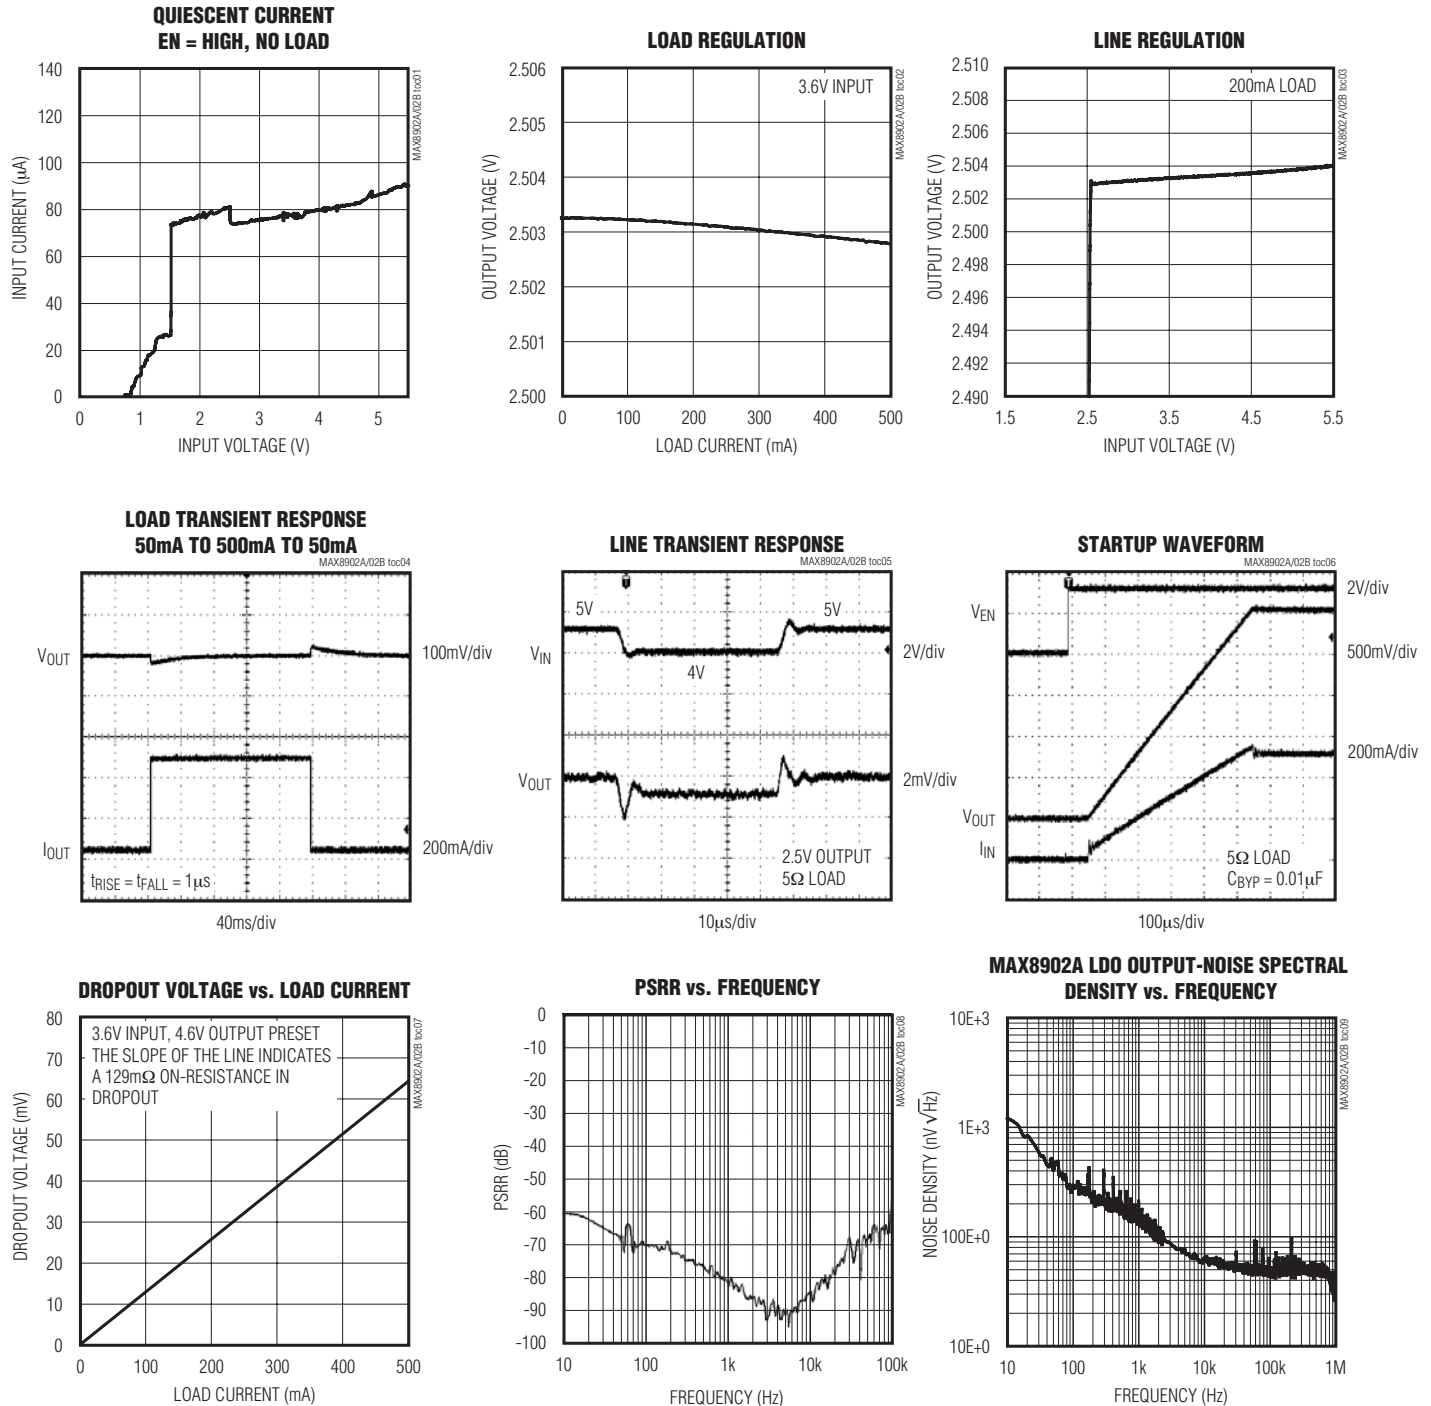 QUIESCENT CURRENT
EN = HIGH, NO LOAD
140
120
100
80
60
40
20
0
INPUT CURRENT (μA)
0 1 2 3 4 5
INPUT VOLTAGE (V)
MAX8902A/02B toc01
LOAD REGULATION
3.6V INPUT
2.506
2.505
2.504
2.503
2.502
2.501
2.500
OUTPUT VOLTAGE (V)
0 100 200 300 400 500
LOAD CURRENT (mA)
MAX8902A/02B toc02
LINE REGULATION
200mA LOAD
2.510
2.508
2.506
2.504
2.502
2.500
2.498
2.496
2.494
2.492
2.490
OUTPUT VOLTAGE (V)
1.5 2.5 3.5 4.5 5.5
INPUT VOLTAGE (V)
MAX8902A/02B toc03
LOAD TRANSIENT RESPONSE
50mA TO 500mA TO 50mA
MAX8902A/02B toc04
VOUT
100mV/div
IOUT
200mA/div
tRISE = tFALL = 1μs
40ms/div
LINE TRANSIENT RESPONSE
MAX8902A/02B toc05
5V
5V
VIN
2V/div
4V
VOUT
2mV/div
2.5V OUTPUT
5Ω LOAD
10μs/div
STARTUP WAVEFORM
MAX8902A/02B toc06
2V/div
VEN
500mV/div
200mA/div
VOUT
IIN
5Ω LOAD
CBYP = 0.01μF
100μs/div
DROPOUT VOLTAGE vs. LOAD CURRENT
3.6V INPUT, 4.6V OUTPUT PRESET
THE SLOPE OF THE LINE INDICATES
A 129mΩ ON-RESISTANCE IN
DROPOUT
80
70
60
50
40
30
20
10
0
DROPOUT VOLTAGE (mV)
0 100 200 300 400 500
LOAD CURRENT (mA)
MAX8902A/02B toc07
PSRR vs. FREQUENCY
0
-10
-20
-30
-40
-50
-60
-70
-80
-90
-100
PSRR (dB)
10 100 1k 10k 100k
FREQUENCY (Hz)
MAX8902A/02B toc08
MAX8902A LDO OUTPUT-NOISE SPECTRAL
DENSITY vs. FREQUENCY
10E+3
1E+3
100E+0
10E+0
NOISE DENSITY (nV √Hz)
10 100 1k 10k 100k 1M
FREQUENCY (Hz)
MAX8902A/02B toc09